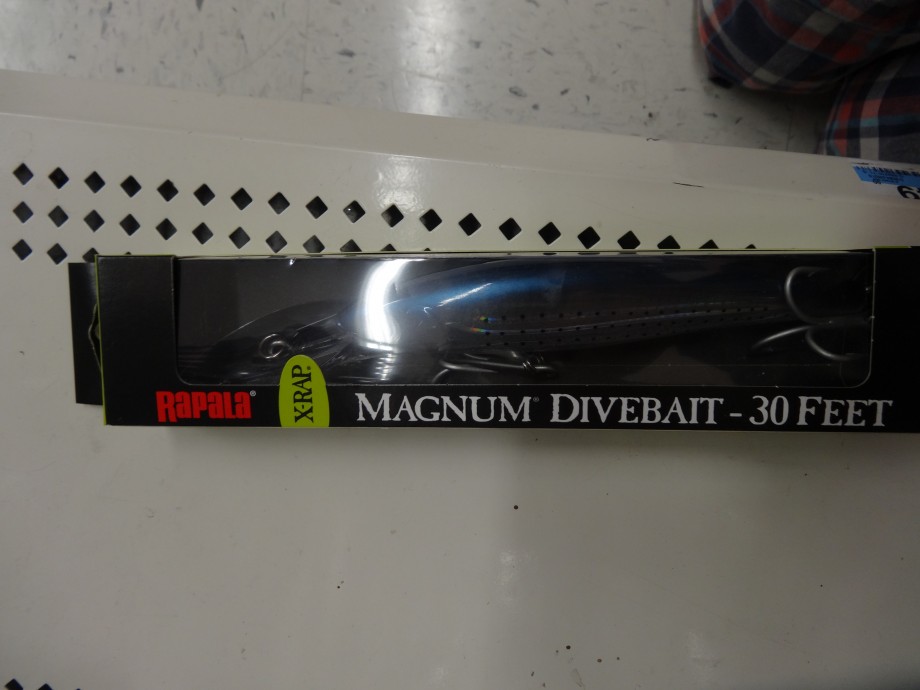 RAPALA®
X-RAP®
MAGNUM® DIVEBAIT - 30 FEET